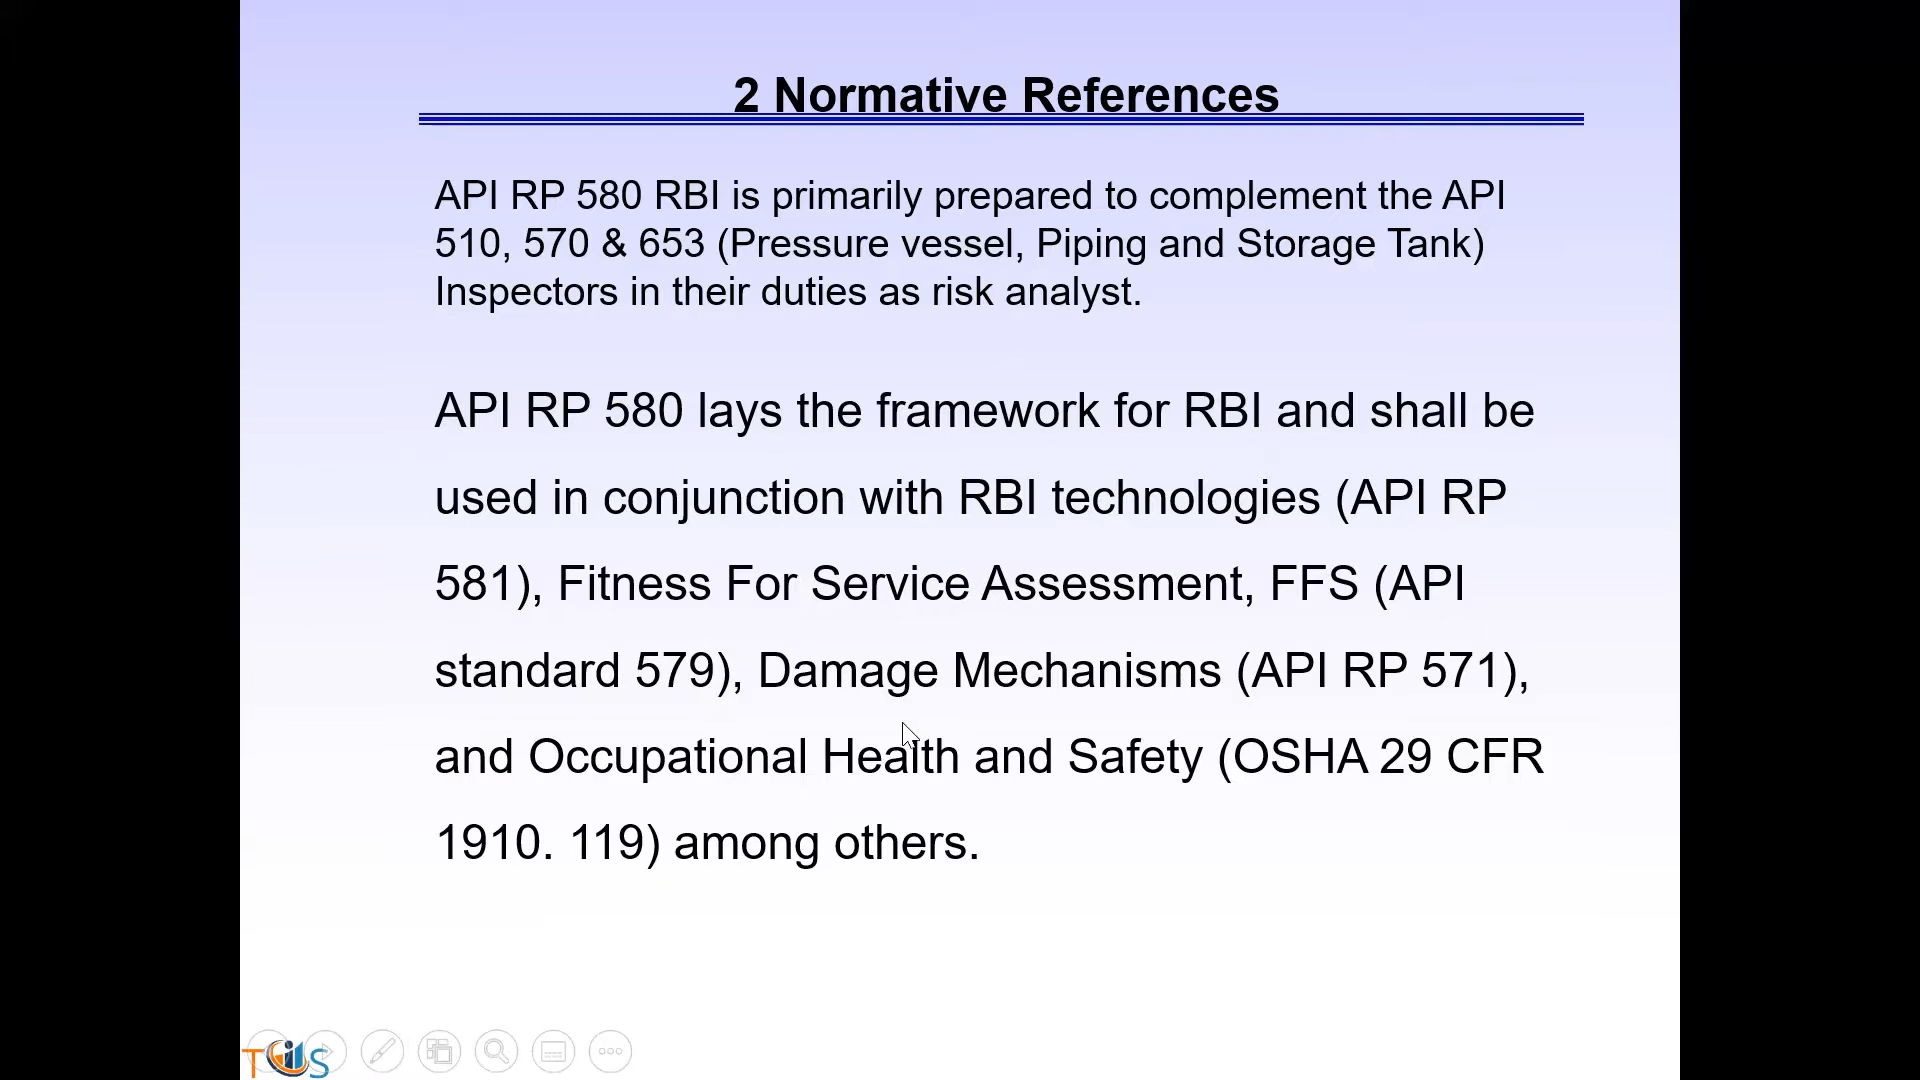 2 Normative References
API RP 580 RBI is primarily prepared to complement the API
510, 570 & 653 (Pressure vessel, Piping and Storage Tank)
Inspectors in their duties as risk analyst.
API RP 580 lays the framework for RBI and shall be
used in conjunction with RBI technologies (API RP
581), Fitness For Service Assessment, FFS (API
standard 579), Damage Mechanisms (API RP 571),
and Occupational Health and Safety (OSHA 29 CFR
1910. 119) among others.